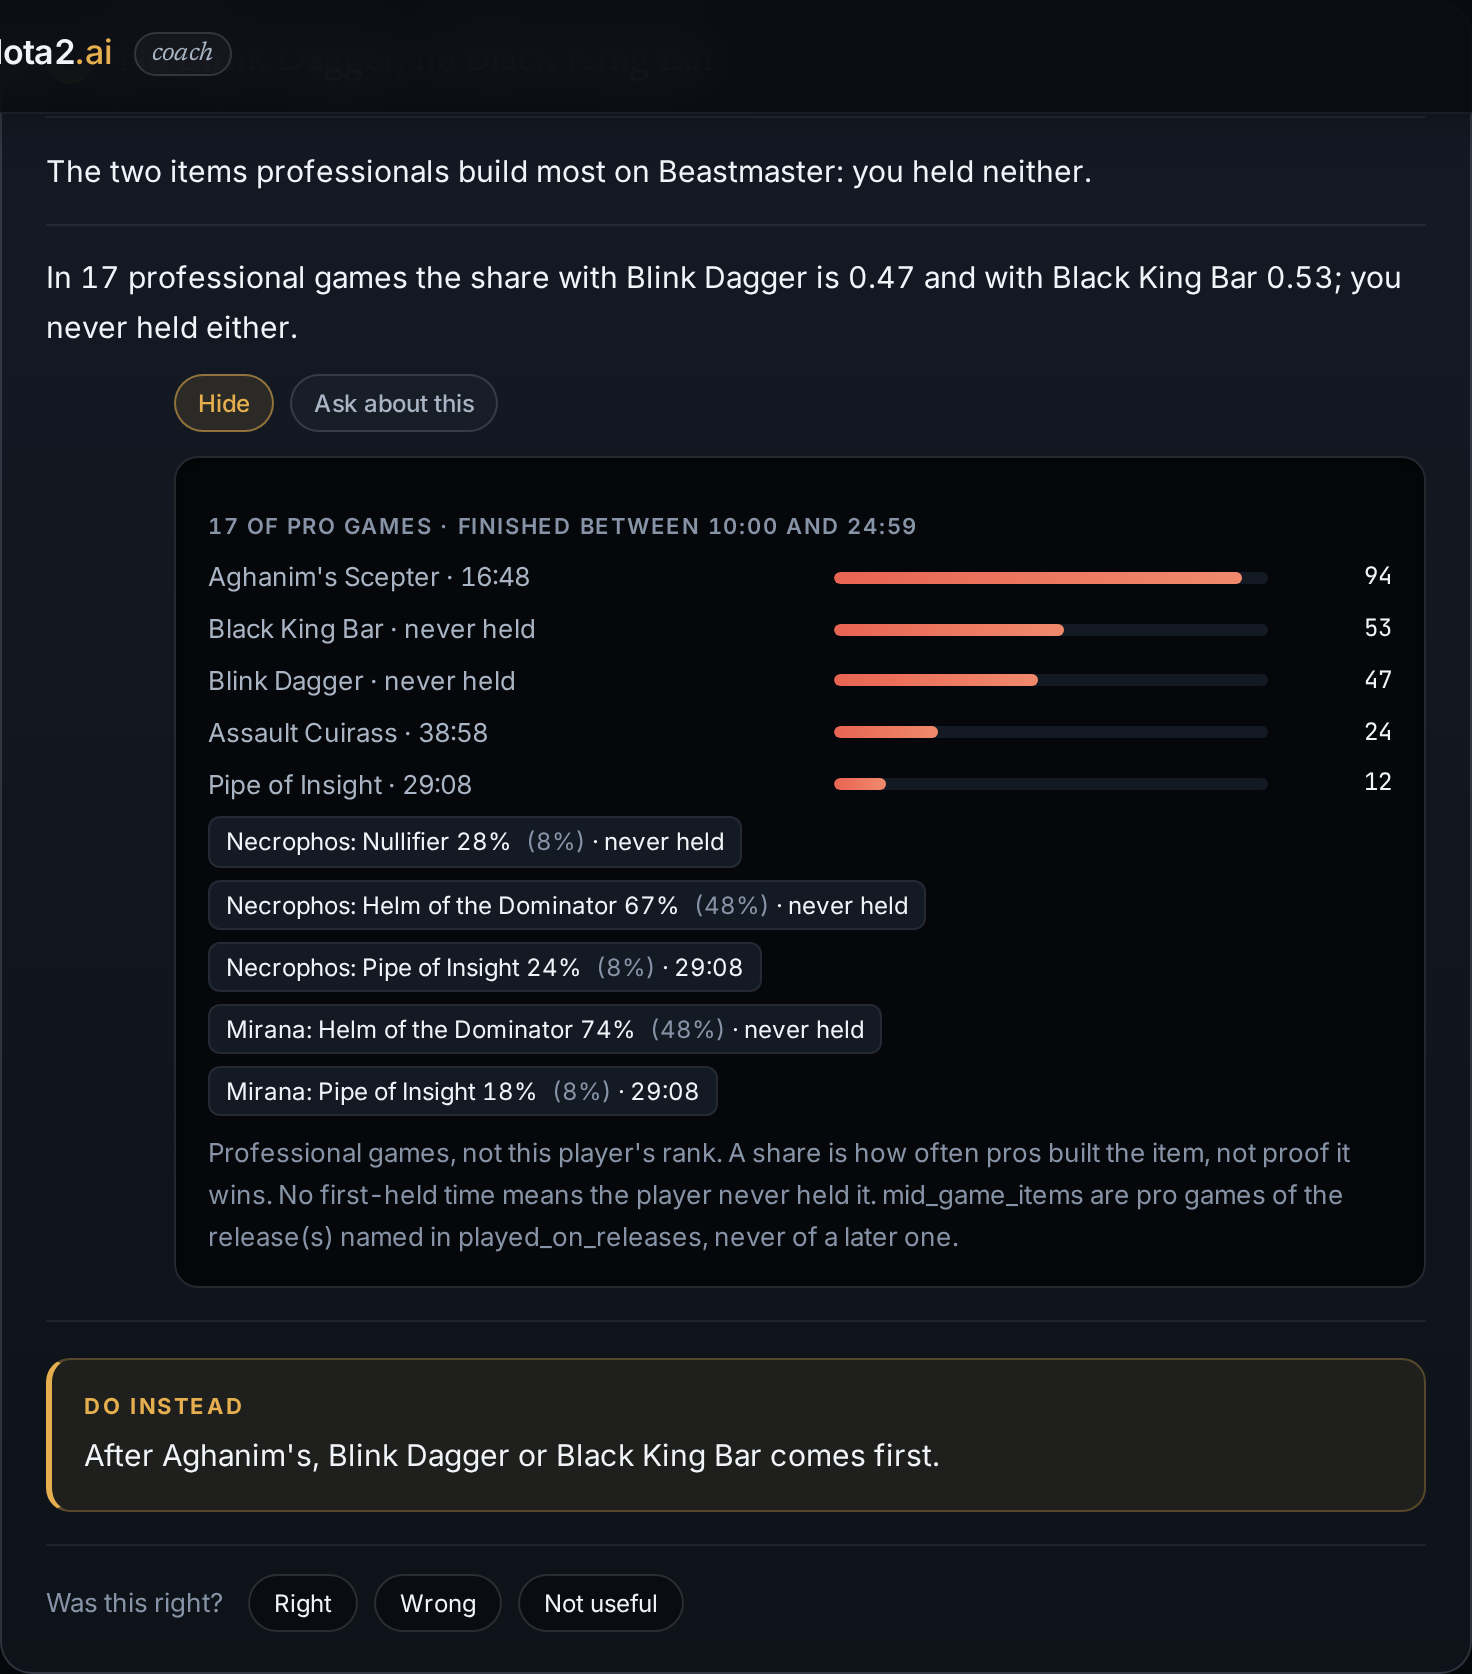 lota2.ai coach
The two items professionals build most on Beastmaster: you held neither.
In 17 professional games the share with Blink Dagger is 0.47 and with Black King Bar 0.53; you
never held either.
Hide Ask about this
17 OF PRO GAMES · FINISHED BETWEEN 10:00 AND 24:59
Aghanim's Scepter · 16:48 94
Black King Bar · never held 53
Blink Dagger · never held 47
Assault Cuirass · 38:58 24
Pipe of Insight · 29:08 12
Necrophos: Nullifier 28% (8%) · never held
Necrophos: Helm of the Dominator 67% (48%) · never held
Necrophos: Pipe of Insight 24% (8%) · 29:08
Mirana: Helm of the Dominator 74% (48%) · never held
Mirana: Pipe of Insight 18% (8%) · 29:08
Professional games, not this player's rank. A share is how often pros built the item, not proof it
wins. No first-held time means the player never held it. mid_game_items are pro games of the
release(s) named in played_on_releases, never of a later one.
DO INSTEAD
After Aghanim's, Blink Dagger or Black King Bar comes first.
Was this right? Right Wrong Not useful